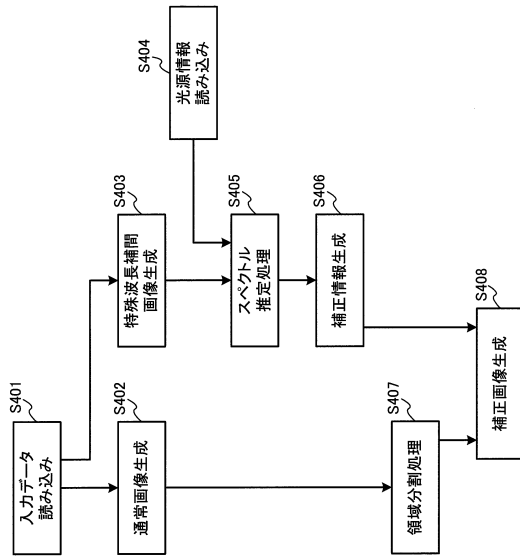 S401
入力データ
読み込み
S402
通常画像生成
S403
特殊波長補間
画像生成
S404
光源情報
読み込み
S405
スペクトル
推定処理
S406
補正情報生成
S407
領域分割処理
S408
補正画像生成